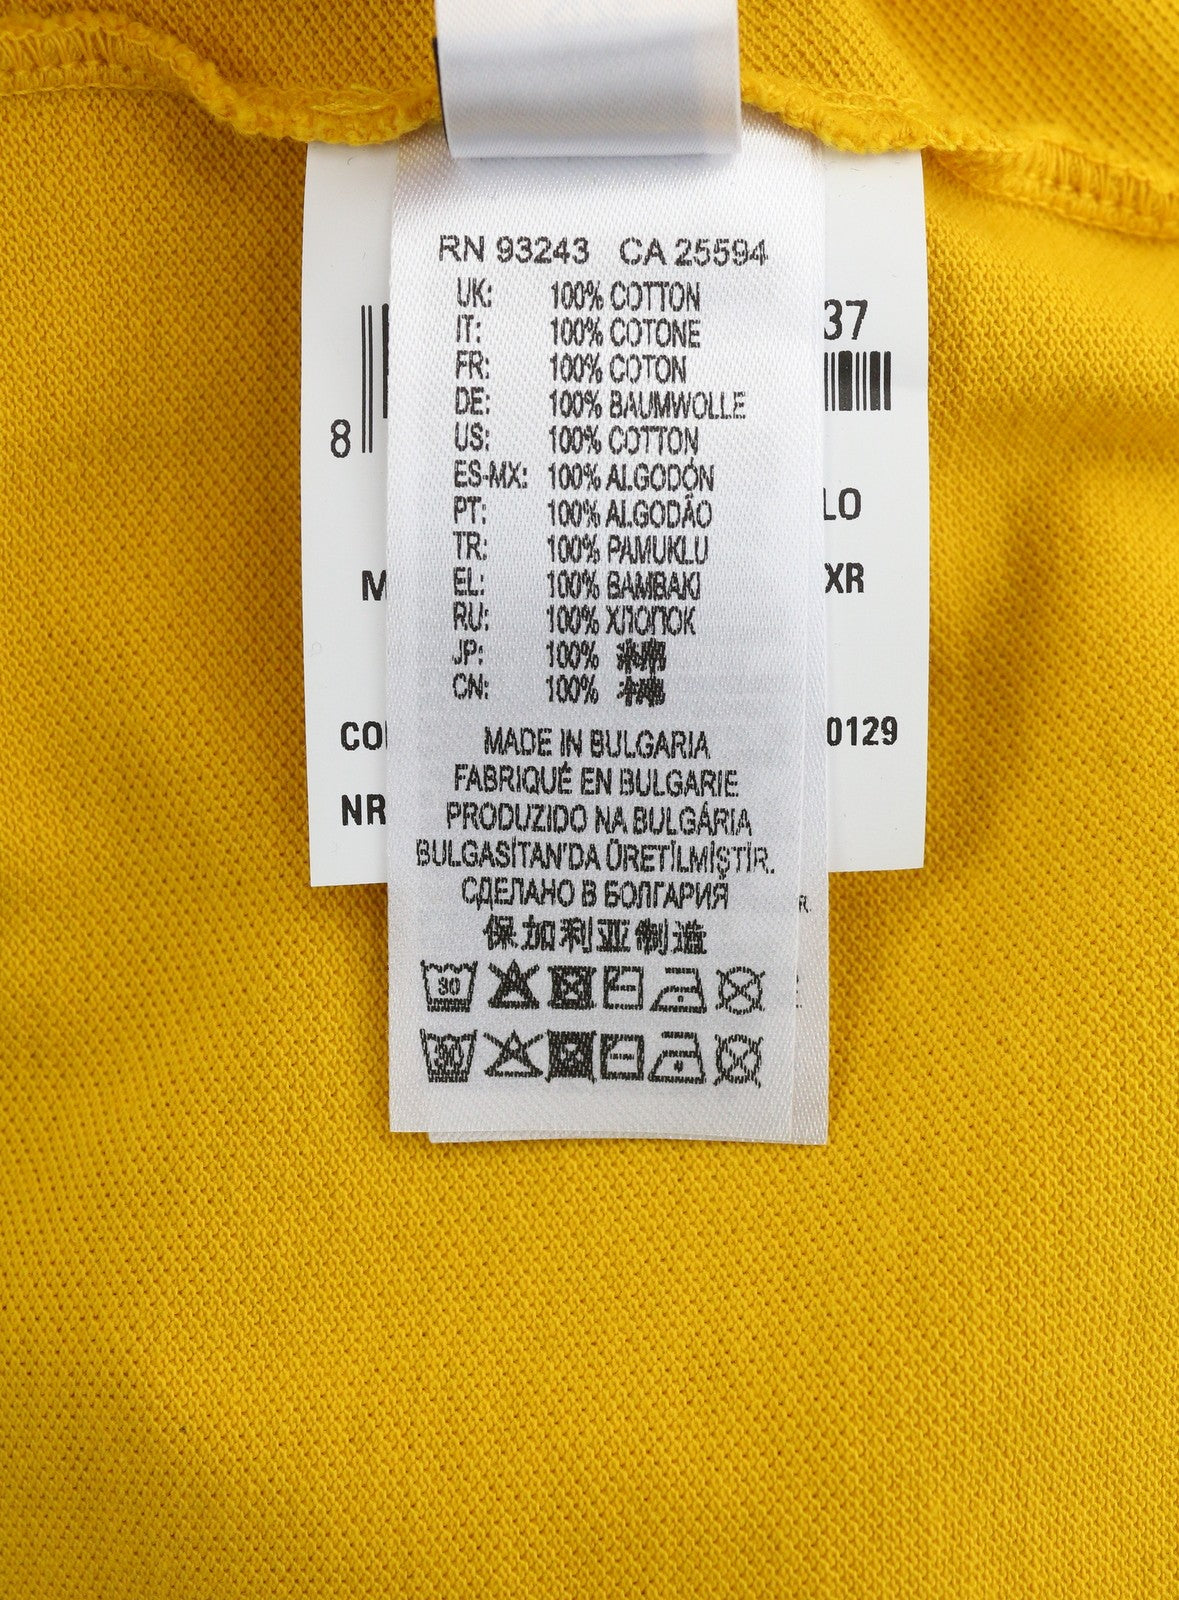 RN 93243 CA 25594
UK: 100% COTTON
IT: 100% COTONE
FR: 100% COTON
DE: 100% BAUMWOLLE
US: 100% COTTON
ES-MX: 100% ALGODÓN
PT: 100% ALGODÃO
TR: 100% PAMUKLU
EL: 100% BAMBAKI
RU: 100% ХЛОПОК
JP: 100%
CN: 100%
MADE IN BULGARIA
FABRIQUÉ EN BULGARIE
PRODUZIDO NA BULGÁRIA
BULGASİTAN'DA ÜRETİLMİŞTİR.
СДЕЛАНО В БОЛГАРИЯ
保加利亚制造
30
30
8
37
LO
M
XR
CO
0129
NR